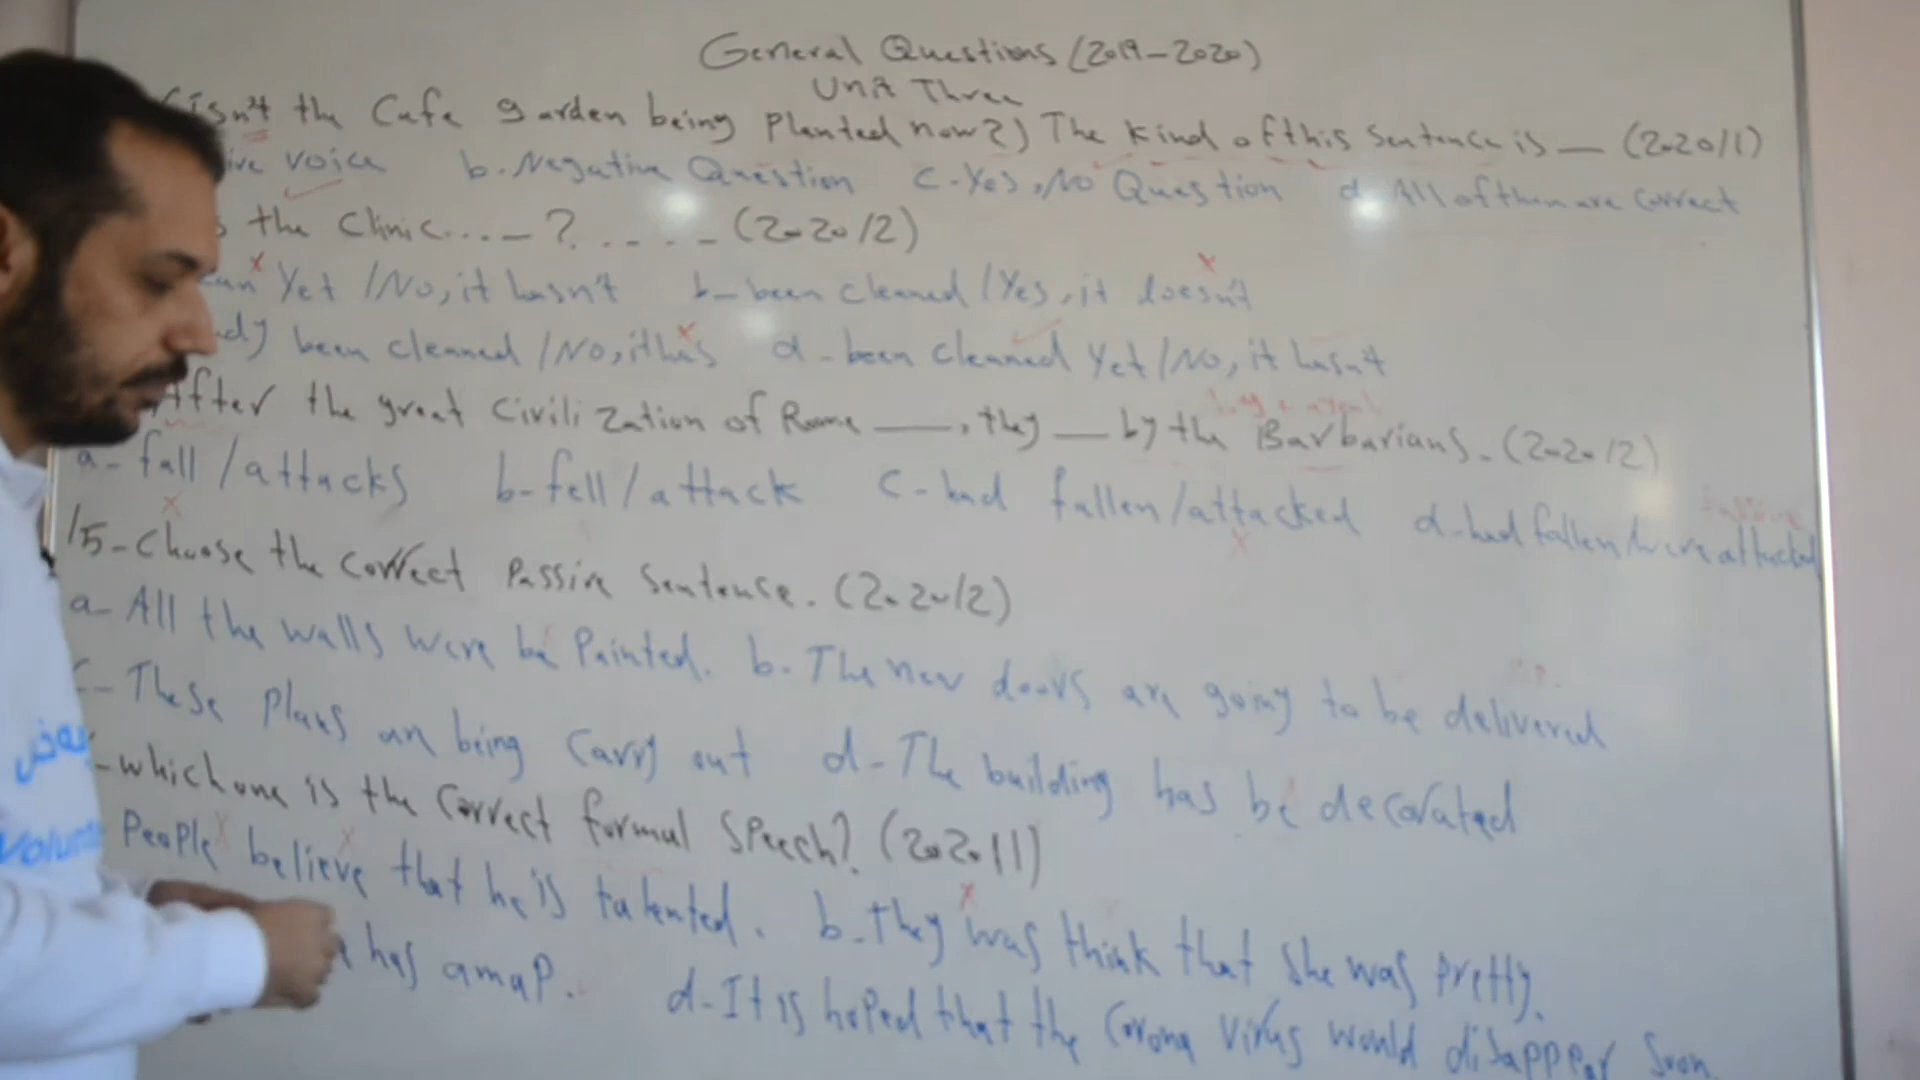 General Questions (2019-2020)
Unit Three
(isn't the Cafe garden being planted now?) The kind of this sentence is __ (2020/1)
ive voice b. Negative Question c. Yes, No Question d. All of them are correct
the Clinic....__?....__ (2020/2)
Yet / No, it hasn't b- been cleaned / Yes, it doesn't
been cleaned / No, it has d- been cleaned Yet / No, it hasn't
After the great Civilization of Rome ___, they __ by the Barbarians. (2020/2)
a- fall / attacks b- fell / attack c- had fallen / attacked d- had fallen / were attacked
15- Choose the correct Passive Sentense. (2020/2)
a- All the walls were be Painted. b. The new doors are going to be delivered
c- These plans are being Carry out d- The building has be decorated
- which one is the Correct formal Speech? (2020/1)
People believe that he is talented. b. They was think that she was pretty.
has a map. d- It is hoped that the Corona virus would disappear Soon.
Volun